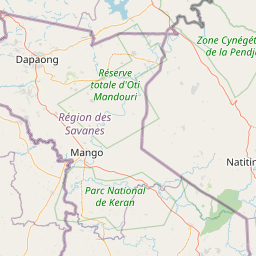 Zone Cynégét
de la Pendj
Dapaong
Réserve
totale d'Oti
Mandouri
Région des
Savanes
Mango
Natitin
Parc National
de Keran